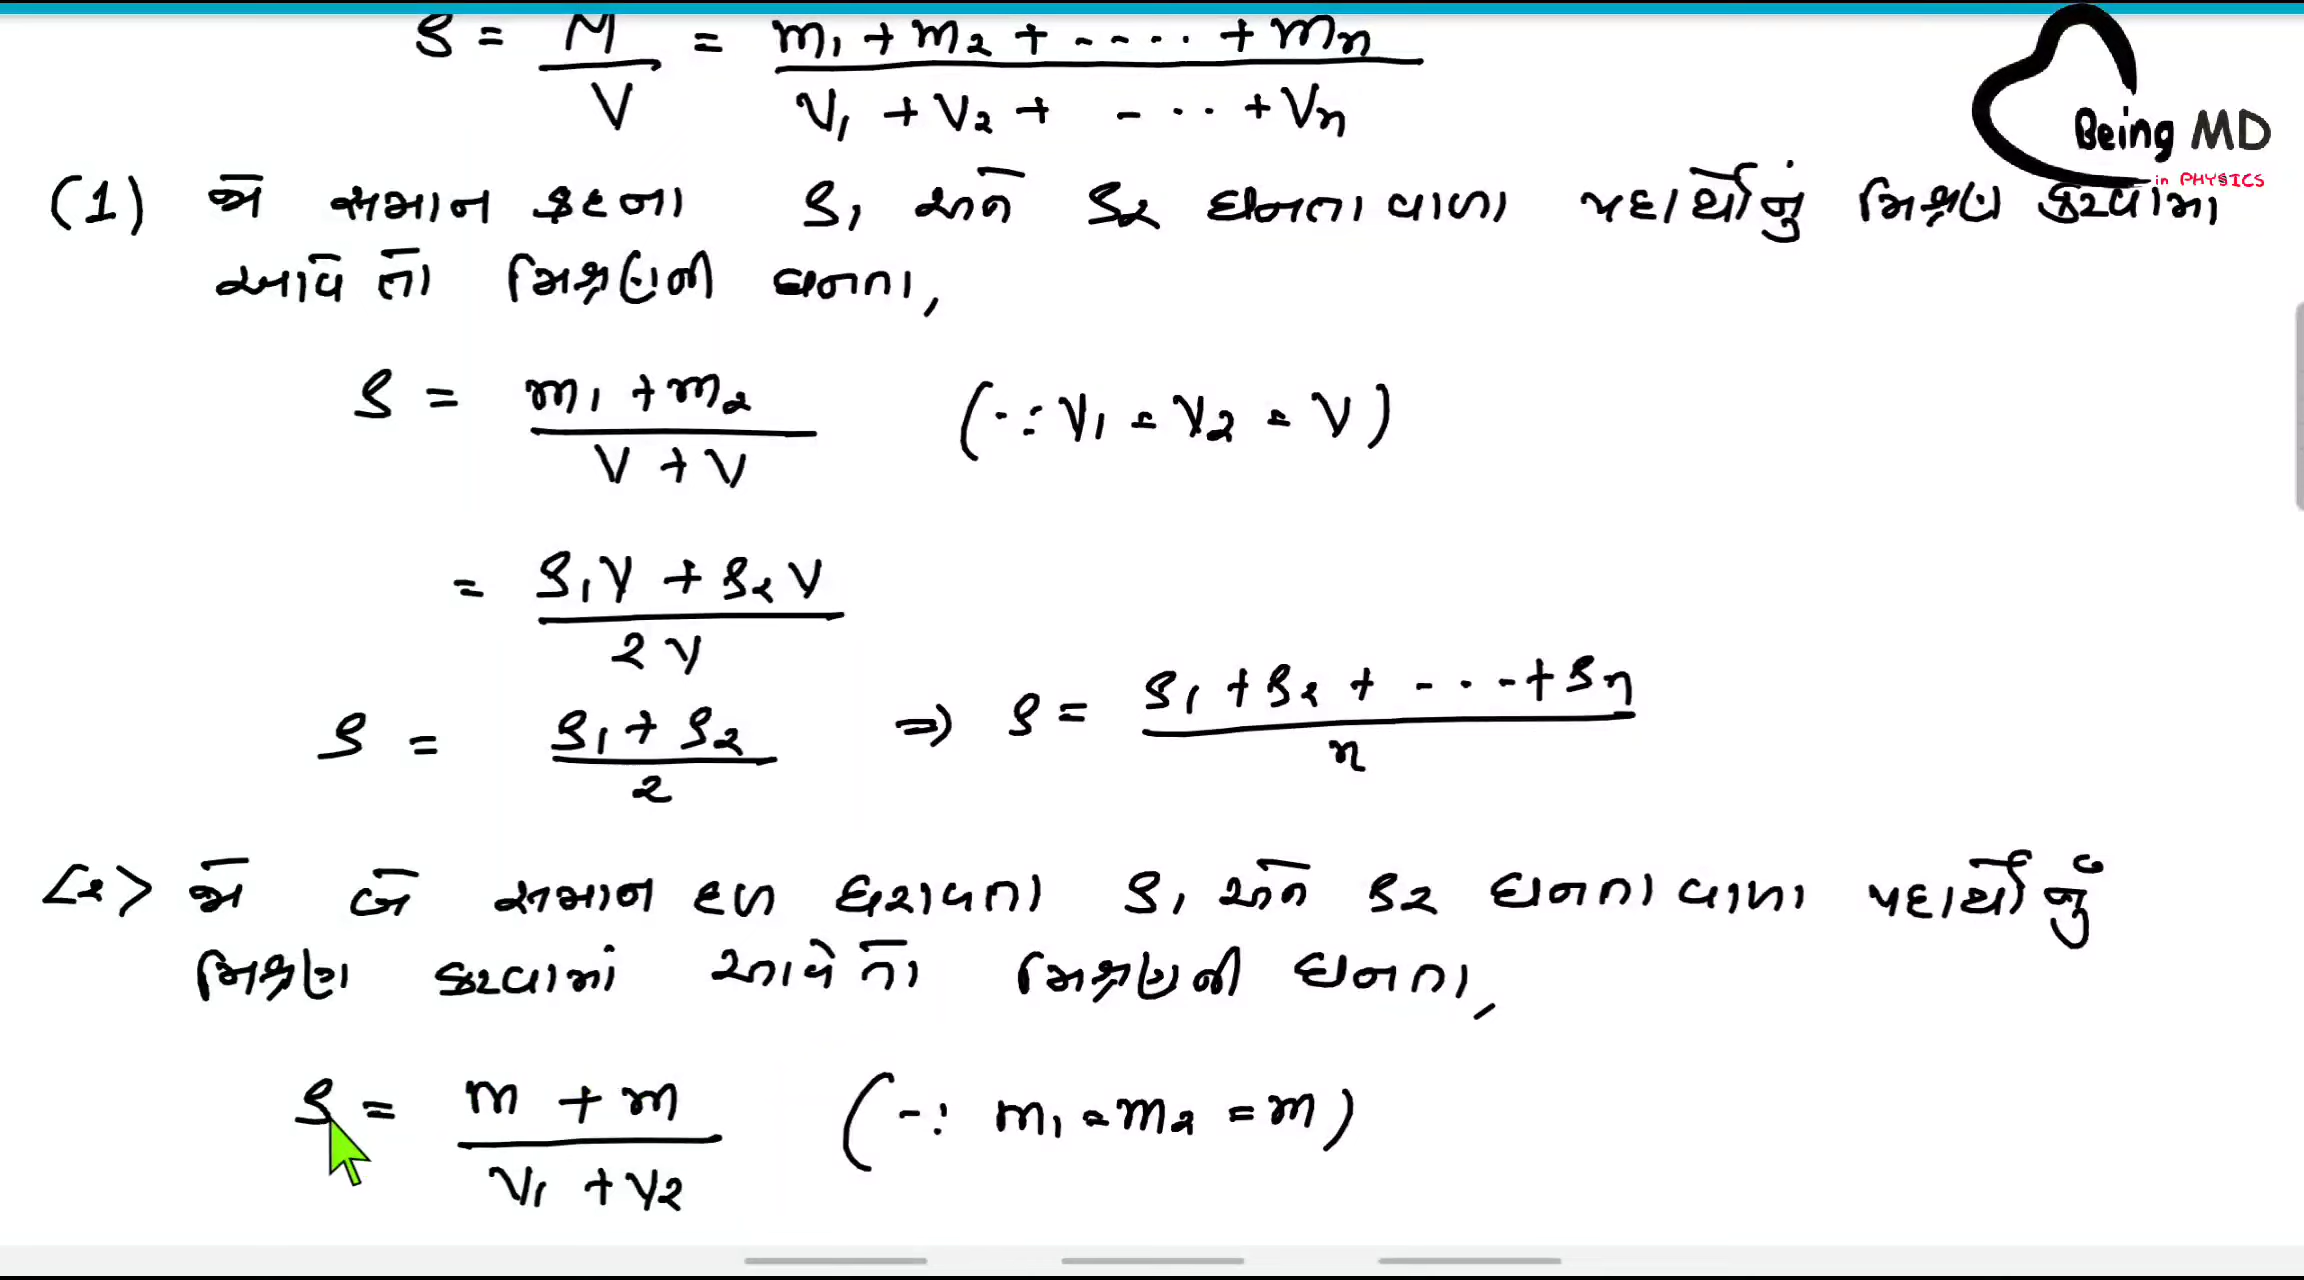 ρ = M/V = m₁ + m₂ + ---·· + mₙ / V₁ + V₂ + - ··· + Vₙ
Being MD
in PHYSICS
(1) જો સમાન કદના ρ₁ અને ρ₂ ઘનતા વાળા પદાર્થોનું મિશ્રણ કરવામા
આવે તો મિશ્રણની ઘનતા,
ρ = m₁ + m₂ / V + V (∵ V₁ = V₂ = V)
= ρ₁V + ρ₂V / 2V
ρ = ρ₁ + ρ₂ / 2 ⇒ ρ = ρ₁ + ρ₂ + - ·· - + ρₙ / n
<2> જો બે સમાન દળ ધરાવતા ρ₁ અને ρ₂ ઘનતા વાળા પદાર્થોનું
મિશ્રણ કરવામાં આવે તો મિશ્રણની ઘનતા,
ρ = m + m / V₁ + V₂ (∵ m₁ = m₂ = m)